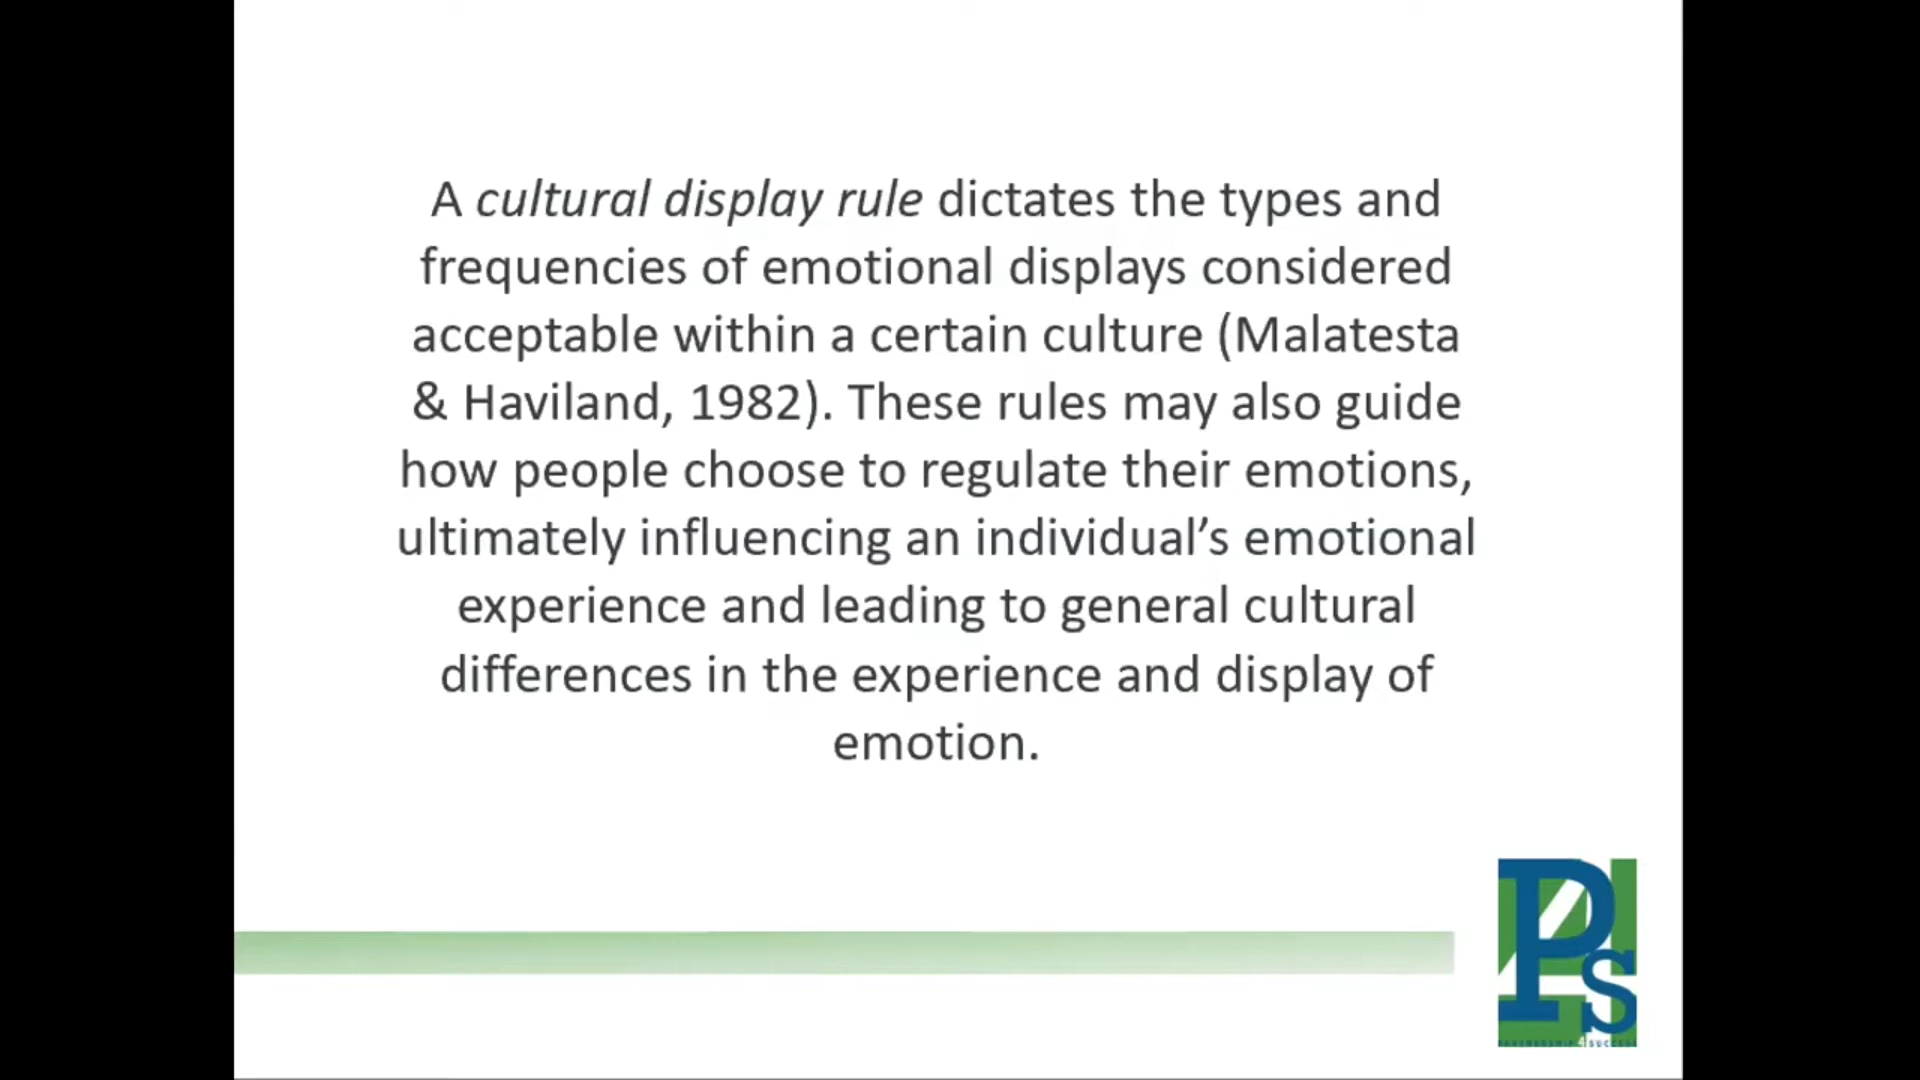 A cultural display rule dictates the types and
frequencies of emotional displays considered
acceptable within a certain culture (Malatesta
& Haviland, 1982). These rules may also guide
how people choose to regulate their emotions,
ultimately influencing an individual’s emotional
experience and leading to general cultural
differences in the experience and display of
emotion.
P4S